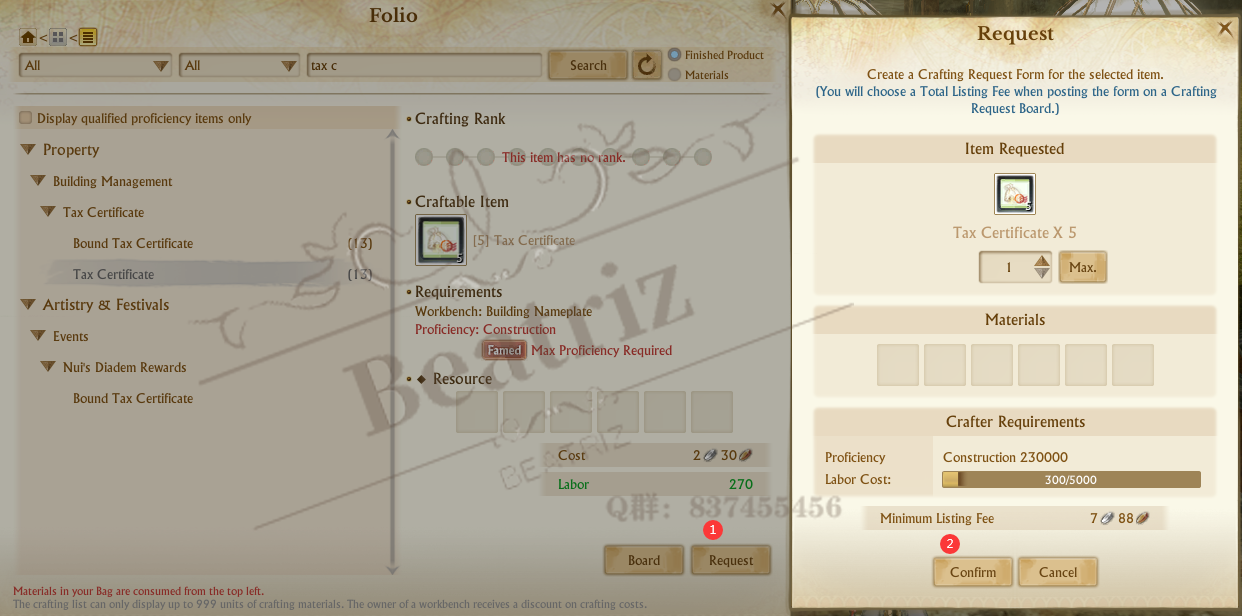 Folio
<
<
All
All
tax c
Search
Finished Product
Materials
Display qualified proficiency items only
Property
Building Management
Tax Certificate
Bound Tax Certificate (13)
Tax Certificate (13)
Artistry & Festivals
Events
Nui's Diadem Rewards
Bound Tax Certificate
• Crafting Rank
This item has no rank.
• Craftable Item
5
[5] Tax Certificate
• Requirements
Workbench: Building Nameplate
Proficiency: Construction
Famed Max Proficiency Required
• ◆ Resource
Cost 2 30
Labor 270
1
Board Request
Materials in your Bag are consumed from the top left.
The crafting list can only display up to 999 units of crafting materials. The owner of a workbench receives a discount on crafting costs.
Beatriz
BEATRIZ
Q群：837455456
Request
Create a Crafting Request Form for the selected item.
(You will choose a Total Listing Fee when posting the form on a Crafting
Request Board.)
Item Requested
5
Tax Certificate X 5
1 Max.
Materials
Crafter Requirements
Proficiency Construction 230000
Labor Cost: 300/5000
Minimum Listing Fee 7 88
2
Confirm Cancel